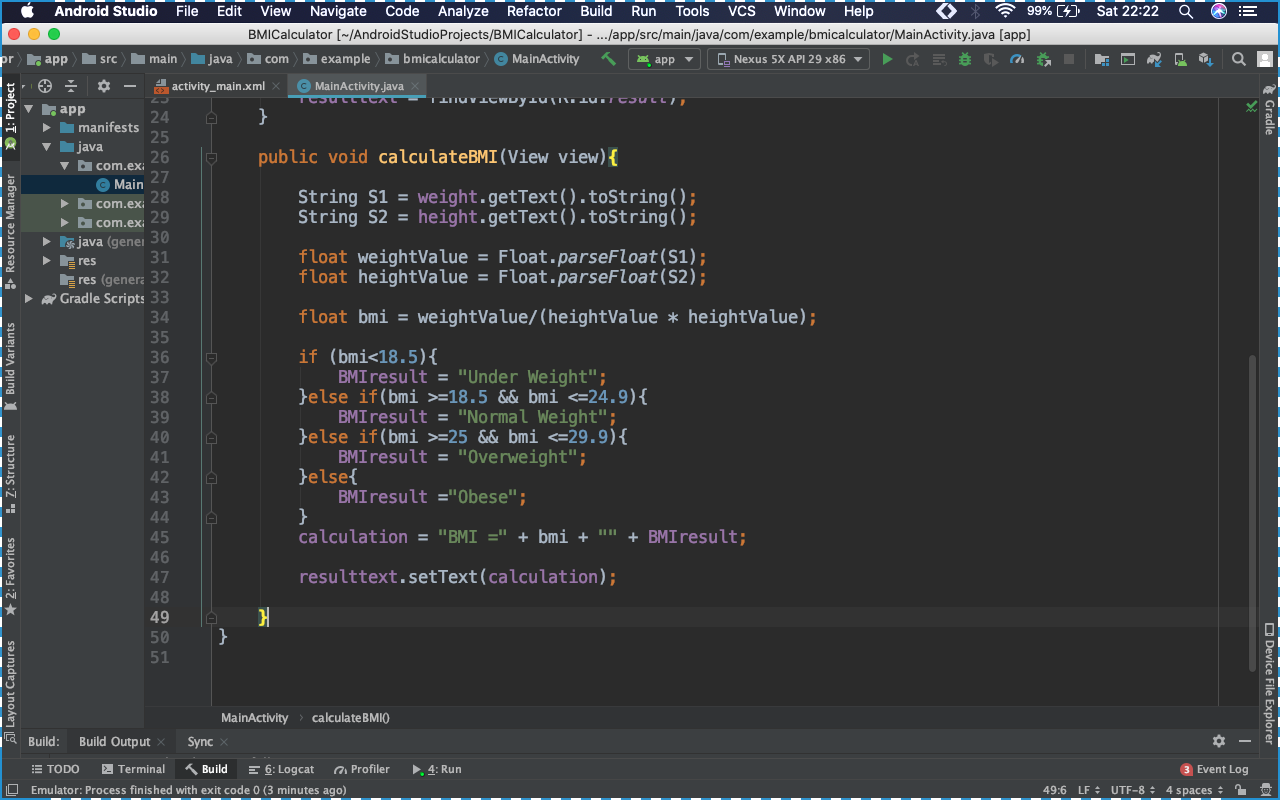 Android Studio File Edit View Navigate Code Analyze Refactor Build Run Tools VCS Window Help 99% Sat 22:22
BMICalculator [~/AndroidStudioProjects/BMICalculator] - .../app/src/main/java/com/example/bmicalculator/MainActivity.java [app]
or app src main java com example bmicalculator MainActivity app Nexus 5X API 29 x86
activity_main.xml MainActivity.java
1: Project
Resource Manager
Build Variants
7: Structure
2: Favorites
Layout Captures
app
manifests
java
com.exa
Main
com.exa
com.exa
java (gener
res
res (genera
Gradle Scripts
23 resulttext = findViewById(R.id.result);
24 }
25
26 public void calculateBMI(View view){
27
28 String S1 = weight.getText().toString();
29 String S2 = height.getText().toString();
30
31 float weightValue = Float.parseFloat(S1);
32 float heightValue = Float.parseFloat(S2);
33
34 float bmi = weightValue/(heightValue * heightValue);
35
36 if (bmi<18.5){
37 BMIresult = "Under Weight";
38 }else if(bmi >=18.5 && bmi <=24.9){
39 BMIresult = "Normal Weight";
40 }else if(bmi >=25 && bmi <=29.9){
41 BMIresult = "Overweight";
42 }else{
43 BMIresult ="Obese";
44 }
45 calculation = "BMI =" + bmi + "" + BMIresult;
46
47 resulttext.setText(calculation);
48
49 }
50 }
51
Gradle
Device File Explorer
MainActivity › calculateBMI()
Build: Build Output Sync
TODO Terminal Build 6: Logcat Profiler 4: Run 3 Event Log
Emulator: Process finished with exit code 0 (3 minutes ago) 49:6 LF UTF-8 4 spaces